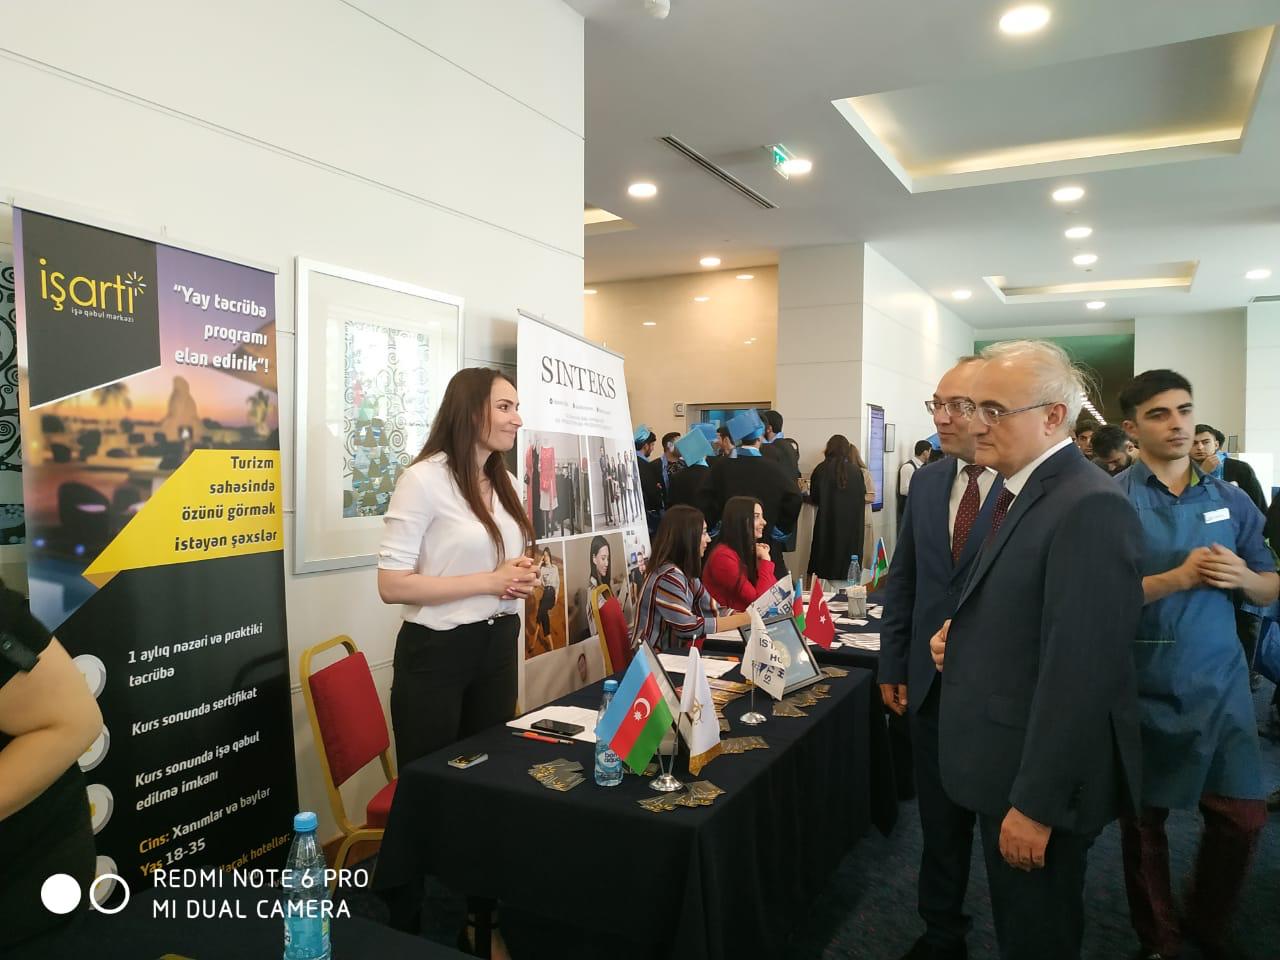 işartı
işə qəbul mərkəzi
"Yay təcrübə
proqramı
elan edirik"!
Turizm
sahəsində
özünü görmək
istəyən şəxslər
1 aylıq nəzəri və praktiki
təcrübə
Kurs sonunda sertifikat
Kurs sonunda işə qəbul
edilmə imkanı
Cins: Xanımlar və bəylər
Yaş 18-35
hotellər:
SINTEKS
REDMI NOTE 6 PRO
MI DUAL CAMERA